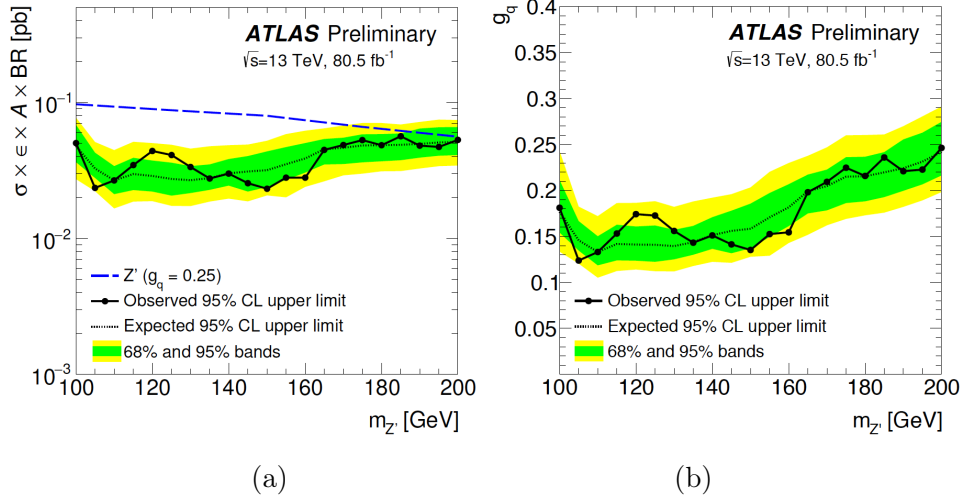 σ × ϵ × A × BR [pb]
ATLAS Preliminary
√s=13 TeV, 80.5 fb⁻¹
10⁻¹
10⁻²
10⁻³
Z' (g_q = 0.25)
Observed 95% CL upper limit
Expected 95% CL upper limit
68% and 95% bands
100 120 140 160 180 200
m_Z' [GeV]
(a)
g_q
ATLAS Preliminary
√s=13 TeV, 80.5 fb⁻¹
0.4
0.35
0.3
0.25
0.2
0.15
0.1
0.05
Observed 95% CL upper limit
Expected 95% CL upper limit
68% and 95% bands
100 120 140 160 180 200
m_Z' [GeV]
(b)